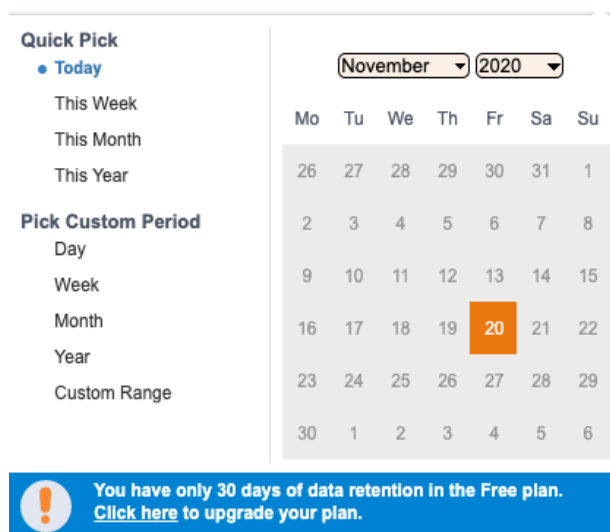 Quick Pick
Today
This Week
This Month
This Year
Pick Custom Period
Day
Week
Month
Year
Custom Range
November 2020
Mo Tu We Th Fr Sa Su
26 27 28 29 30 31 1
2 3 4 5 6 7 8
9 10 11 12 13 14 15
16 17 18 19 20 21 22
23 24 25 26 27 28 29
30 1 2 3 4 5 6
You have only 30 days of data retention in the Free plan.
Click here to upgrade your plan.